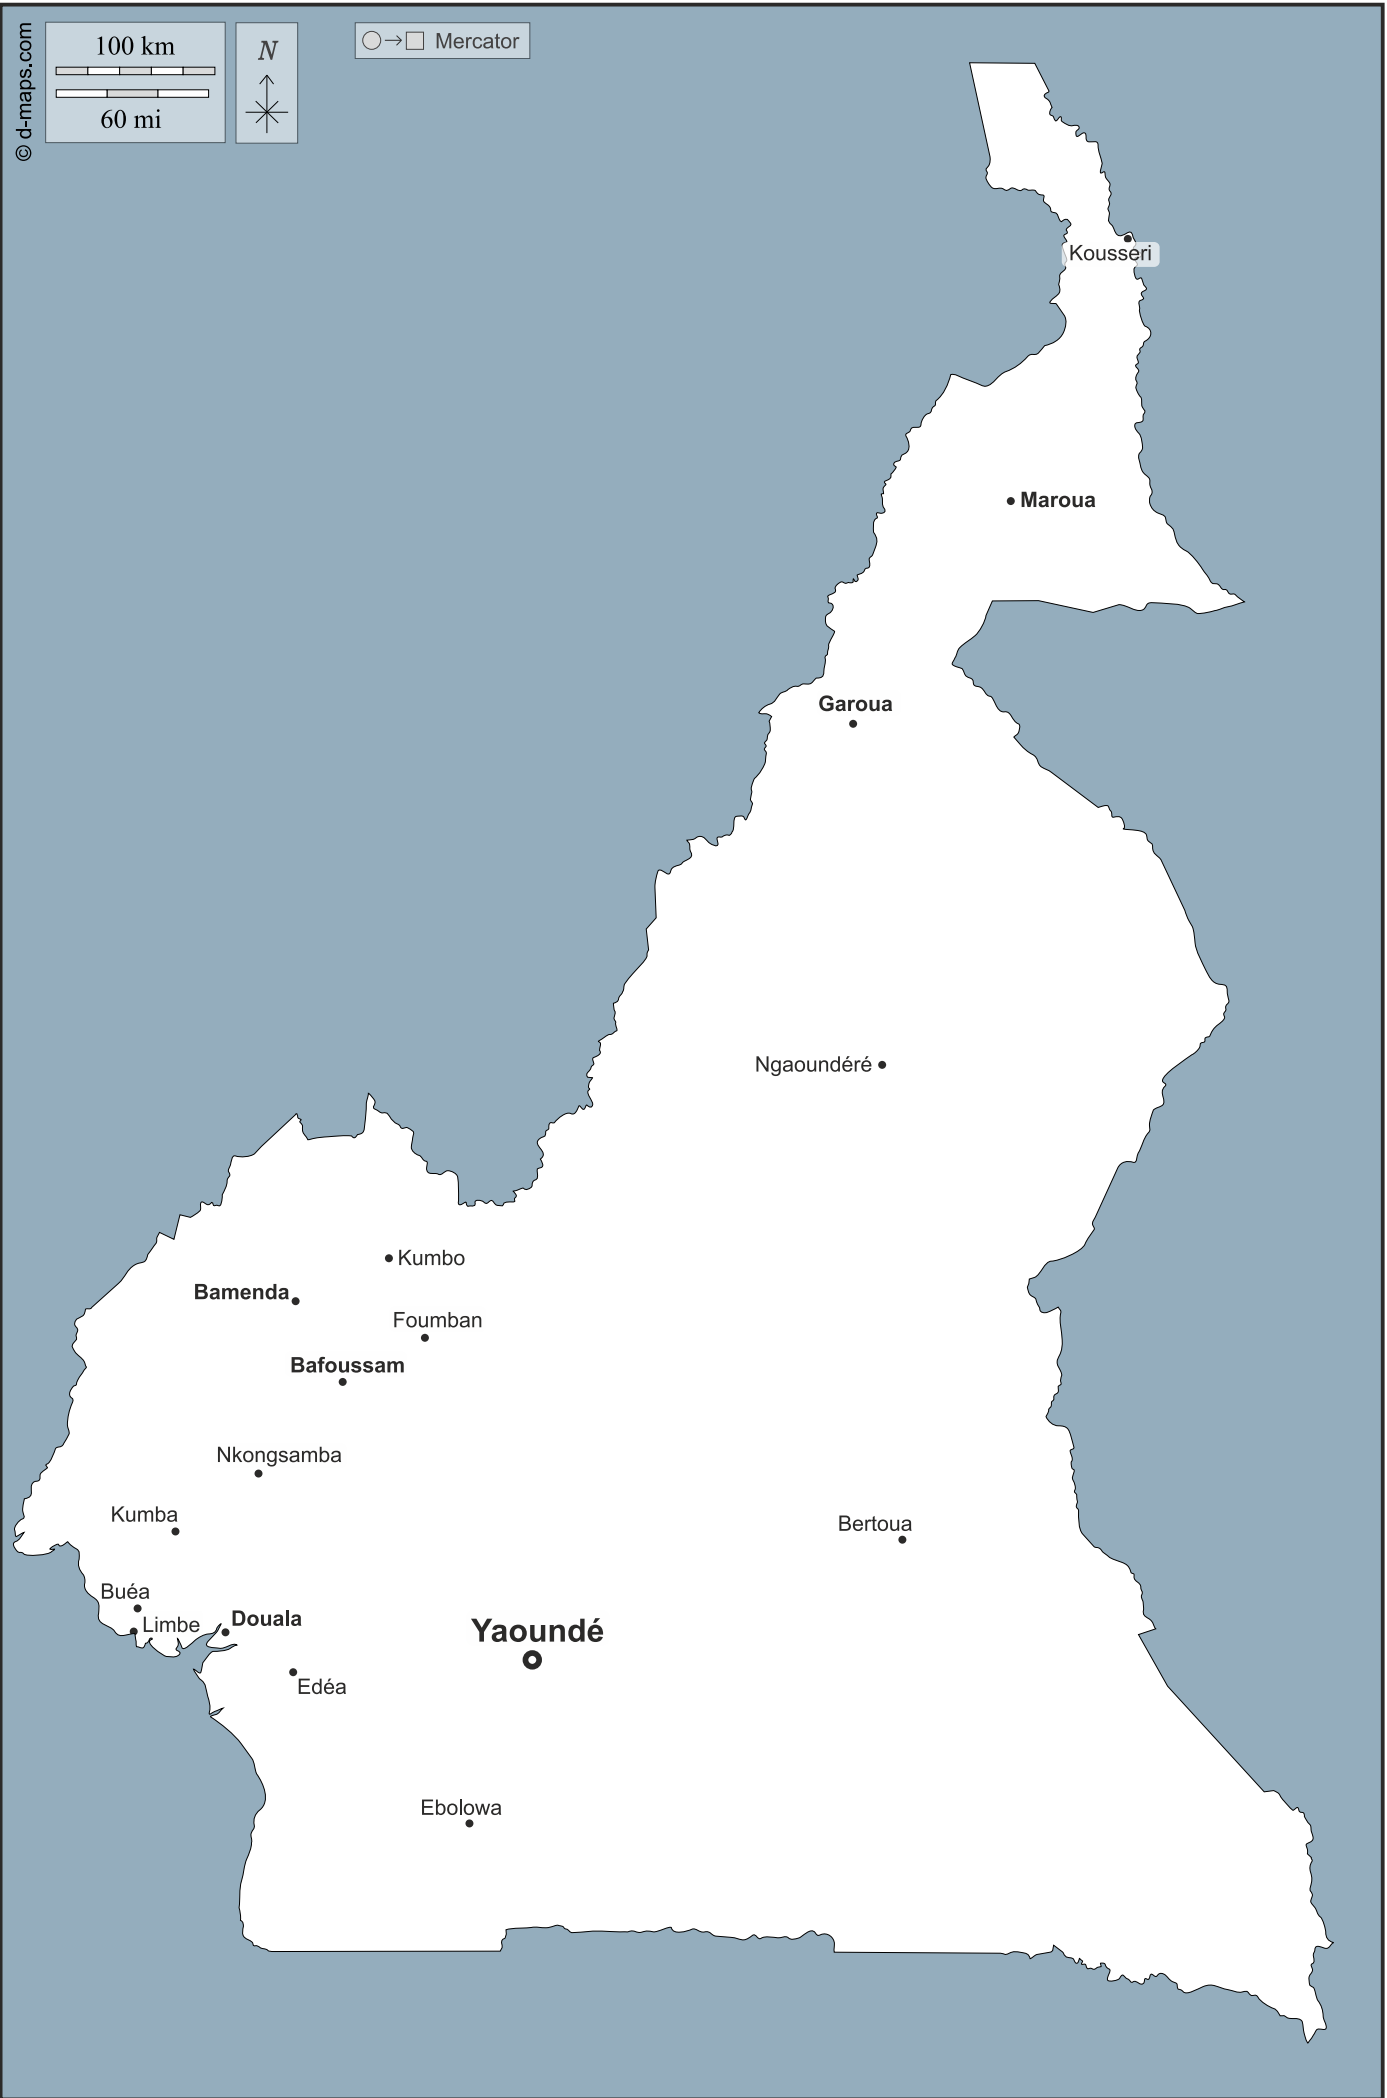 © d-maps.com
100 km
60 mi
N
Mercator
Kousseri
Maroua
Garoua
Ngaoundéré
Kumbo
Bamenda
Foumban
Bafoussam
Nkongsamba
Kumba
Bertoua
Buéa
Limbe
Douala
Yaoundé
Edéa
Ebolowa